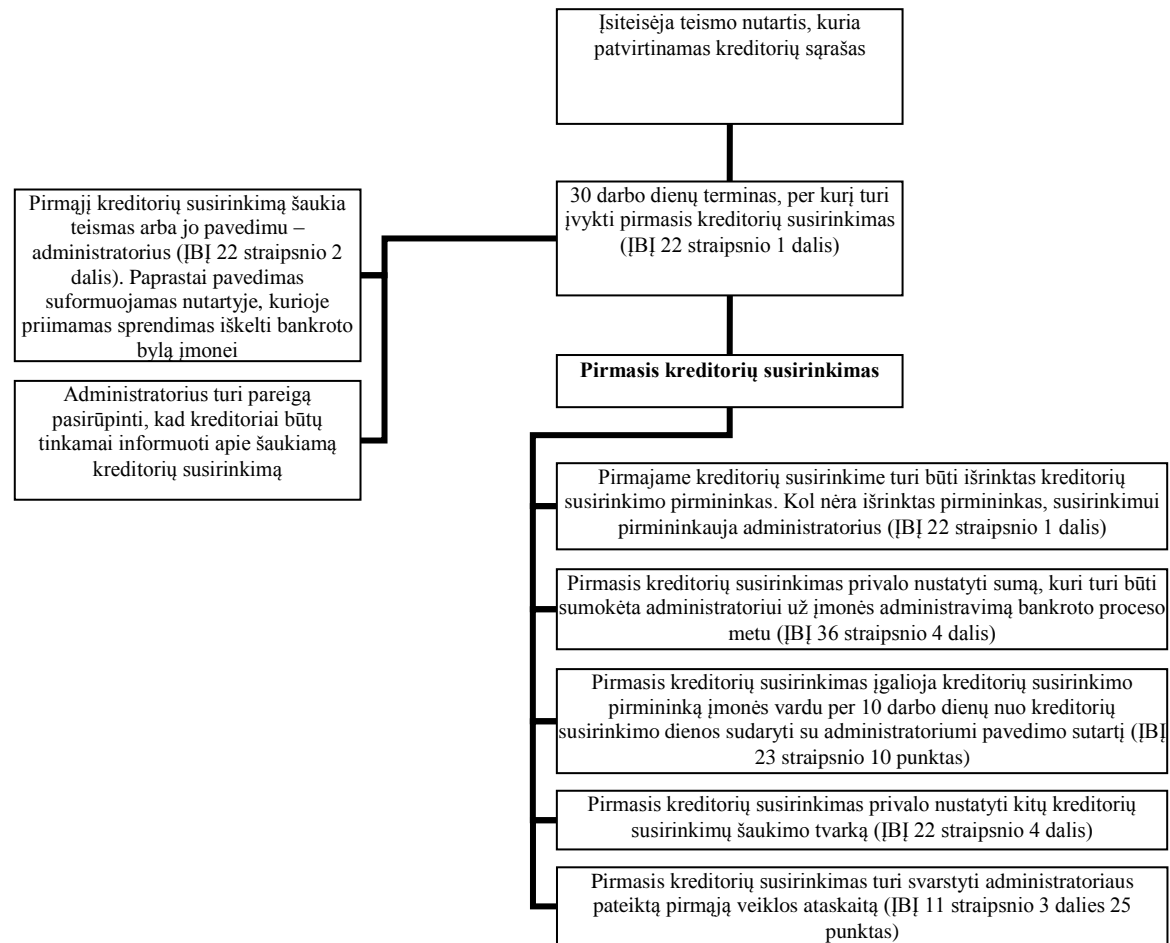 Įsiteisėja teismo nutartis, kuria
patvirtinamas kreditorių sąrašas
30 darbo dienų terminas, per kurį turi
įvykti pirmasis kreditorių susirinkimas
(ĮBĮ 22 straipsnio 1 dalis)
Pirmąjį kreditorių susirinkimą šaukia
teismas arba jo pavedimu –
administratorius (ĮBĮ 22 straipsnio 2
dalis). Paprastai pavedimas
suformuojamas nutartyje, kurioje
priimamas sprendimas iškelti bankroto
bylą įmonei
Administratorius turi pareigą
pasirūpinti, kad kreditoriai būtų
tinkamai informuoti apie šaukiamą
kreditorių susirinkimą
Pirmasis kreditorių susirinkimas
Pirmajame kreditorių susirinkime turi būti išrinktas kreditorių
susirinkimo pirmininkas. Kol nėra išrinktas pirmininkas, susirinkimui
pirmininkauja administratorius (ĮBĮ 22 straipsnio 1 dalis)
Pirmasis kreditorių susirinkimas privalo nustatyti sumą, kuri turi būti
sumokėta administratoriui už įmonės administravimą bankroto proceso
metu (ĮBĮ 36 straipsnio 4 dalis)
Pirmasis kreditorių susirinkimas įgalioja kreditorių susirinkimo
pirmininką įmonės vardu per 10 darbo dienų nuo kreditorių
susirinkimo dienos sudaryti su administratoriumi pavedimo sutartį (ĮBĮ
23 straipsnio 10 punktas)
Pirmasis kreditorių susirinkimas privalo nustatyti kitų kreditorių
susirinkimų šaukimo tvarką (ĮBĮ 22 straipsnio 4 dalis)
Pirmasis kreditorių susirinkimas turi svarstyti administratoriaus
pateiktą pirmąją veiklos ataskaitą (ĮBĮ 11 straipsnio 3 dalies 25
punktas)